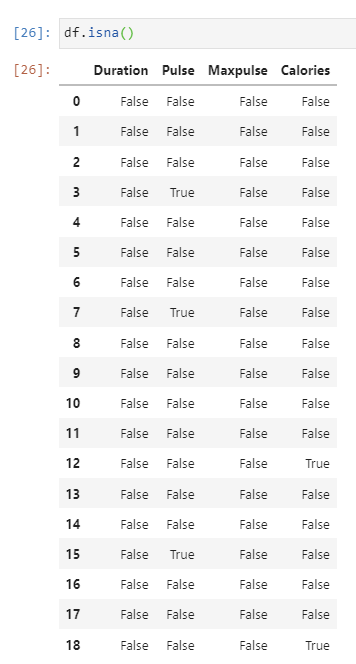 [26]: df.isna()
[26]: Duration Pulse Maxpulse Calories
0 False False False False
1 False False False False
2 False False False False
3 False True False False
4 False False False False
5 False False False False
6 False False False False
7 False True False False
8 False False False False
9 False False False False
10 False False False False
11 False False False False
12 False False False True
13 False False False False
14 False False False False
15 False True False False
16 False False False False
17 False False False False
18 False False False True